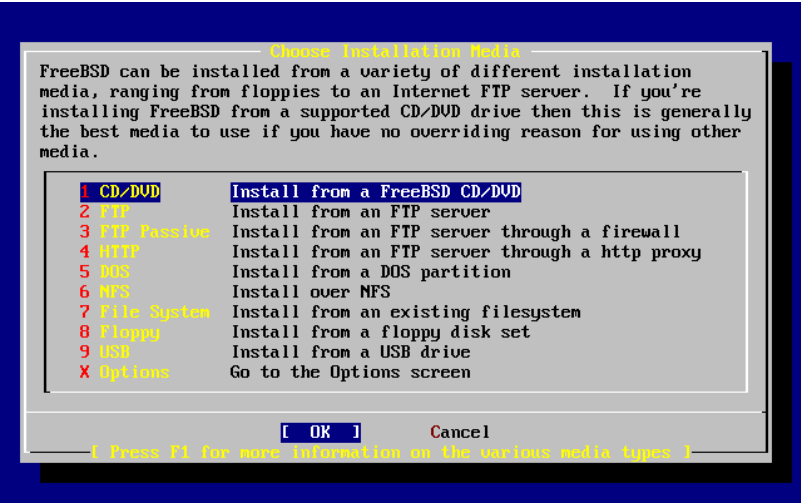 Choose Installation Media
FreeBSD can be installed from a variety of different installation
media, ranging from floppies to an Internet FTP server.  If you're
installing FreeBSD from a supported CD/DVD drive then this is generally
the best media to use if you have no overriding reason for using other
media.
1 CD/DVD Install from a FreeBSD CD/DVD
2 FTP Install from an FTP server
3 FTP Passive Install from an FTP server through a firewall
4 HTTP Install from an FTP server through a http proxy
5 DOS Install from a DOS partition
6 NFS Install over NFS
7 File System Install from an existing filesystem
8 Floppy Install from a floppy disk set
9 USB Install from a USB drive
X Options Go to the Options screen
[ OK ] Cancel
[ Press F1 for more information on the various media types ]